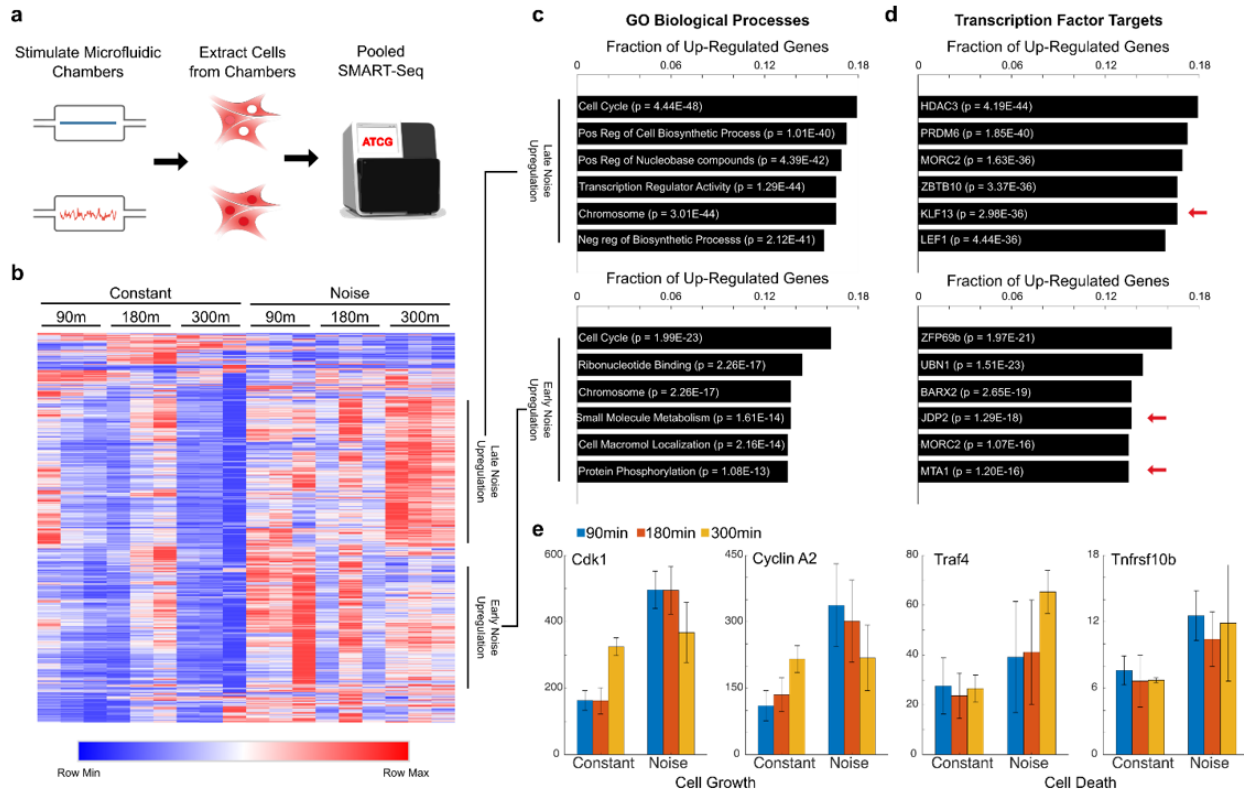 a
Stimulate Microfluidic
Chambers
Extract Cells
from Chambers
Pooled
SMART-Seq
ATCG
b
Constant
Noise
90m
180m
300m
90m
180m
300m
Late Noise
Upregulation
Early Noise
Upregulation
Row Min
Row Max
c
GO Biological Processes
Fraction of Up-Regulated Genes
0
0.06
0.12
0.18
Late Noise
Upregulation
Cell Cycle (p = 4.44E-48)
Pos Reg of Cell Biosynthetic Process (p = 1.01E-40)
Pos Reg of Nucleobase compounds (p = 4.39E-42)
Transcription Regulator Activity (p = 1.29E-44)
Chromosome (p = 3.01E-44)
Neg reg of Biosynthetic Processs (p = 2.12E-41)
Fraction of Up-Regulated Genes
0
0.06
0.12
0.18
Early Noise
Upregulation
Cell Cycle (p = 1.99E-23)
Ribonucleotide Binding (p = 2.26E-17)
Chromosome (p = 2.26E-17)
Small Molecule Metabolism (p = 1.61E-14)
Cell Macromol Localization (p = 2.16E-14)
Protein Phosphorylation (p = 1.08E-13)
d
Transcription Factor Targets
Fraction of Up-Regulated Genes
0
0.06
0.12
0.18
HDAC3 (p = 4.19E-44)
PRDM6 (p = 1.85E-40)
MORC2 (p = 1.63E-36)
ZBTB10 (p = 3.37E-36)
KLF13 (p = 2.98E-36)
LEF1 (p = 4.44E-36)
Fraction of Up-Regulated Genes
0
0.06
0.12
0.18
ZFP69b (p = 1.97E-21)
UBN1 (p = 1.51E-23)
BARX2 (p = 2.65E-19)
JDP2 (p = 1.29E-18)
MORC2 (p = 1.07E-16)
MTA1 (p = 1.20E-16)
e
90min
180min
300min
600
400
200
0
Cdk1
Constant
Noise
450
300
150
0
Cyclin A2
Constant
Noise
Cell Growth
80
60
40
20
0
Traf4
Constant
Noise
18
12
6
0
Tnfrsf10b
Constant
Noise
Cell Death